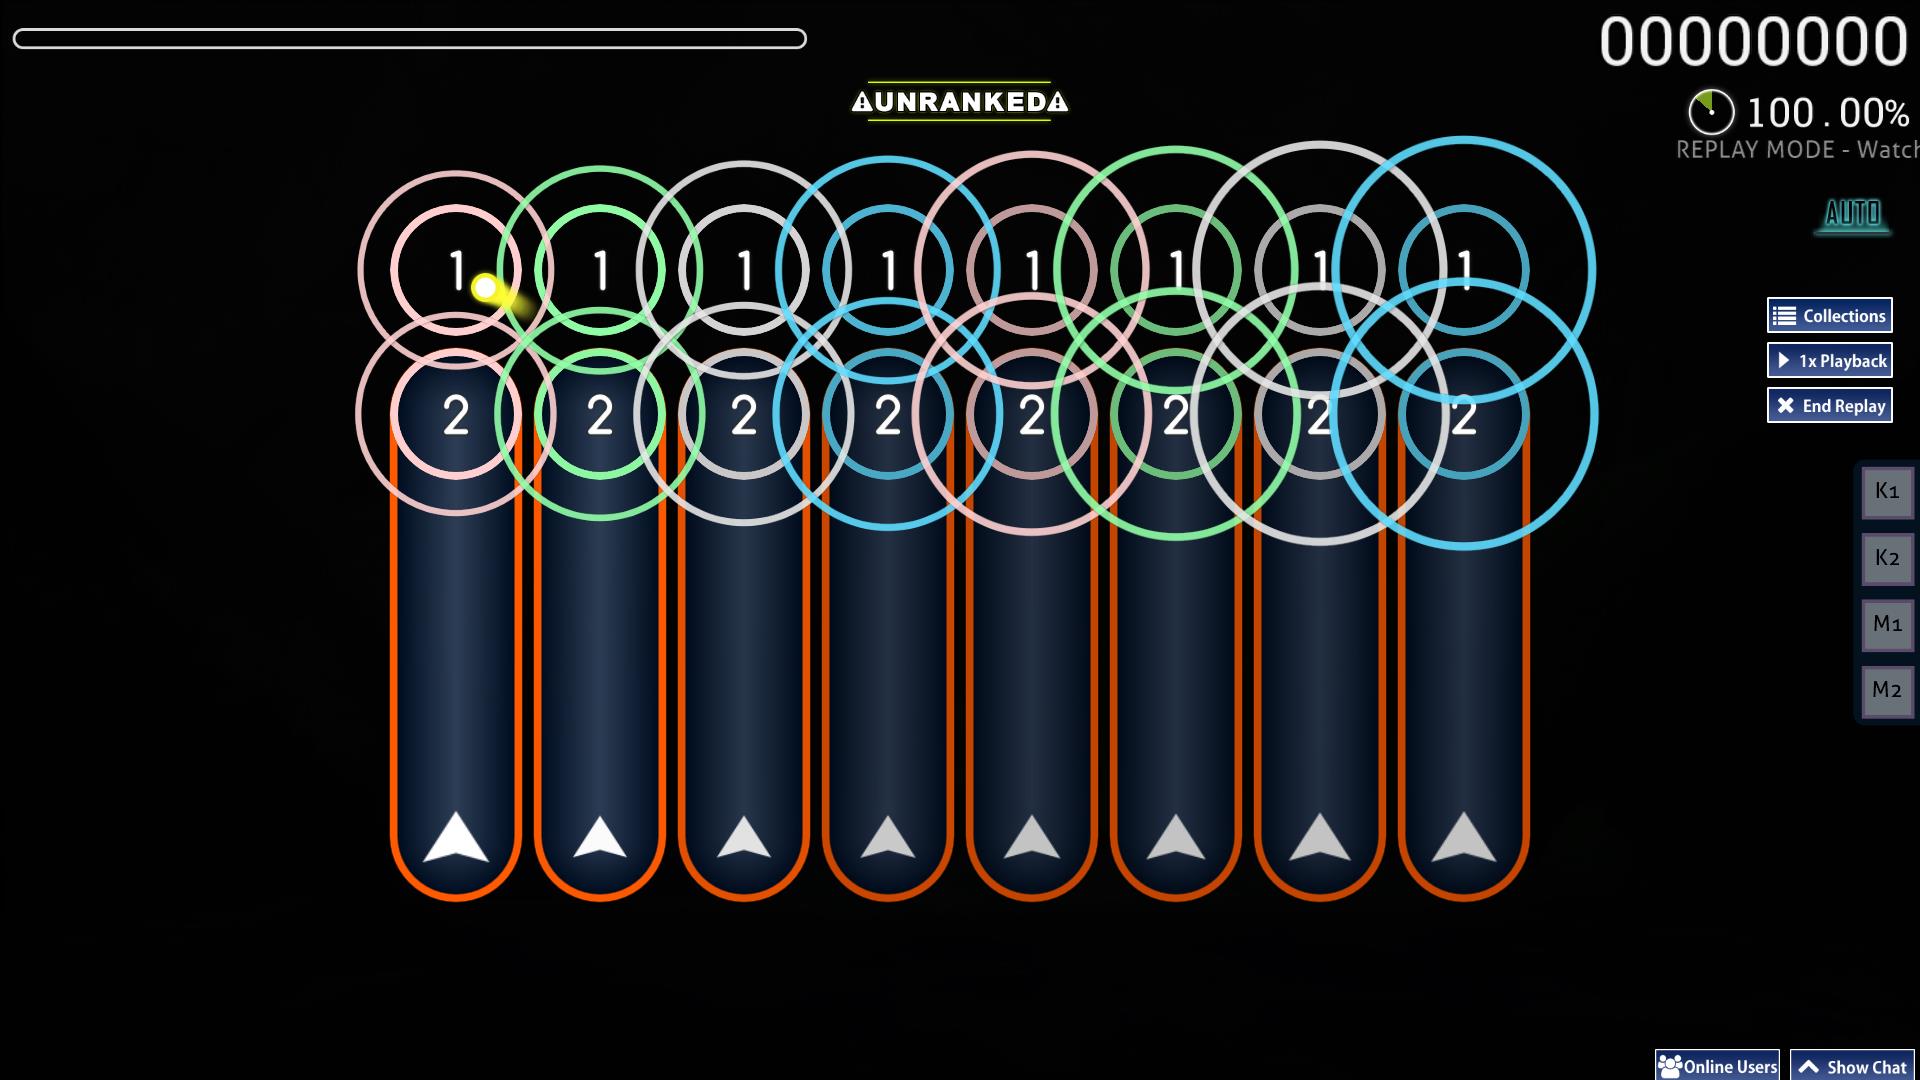 00000000
UNRANKED
100.00%
REPLAY MODE - Watch
AUTO
1 1 1 1 1 1 1 1
Collections
1x Playback
2 2 2 2 2 2 2 2
End Replay
K1
K2
M1
M2
Online Users
Show Chat